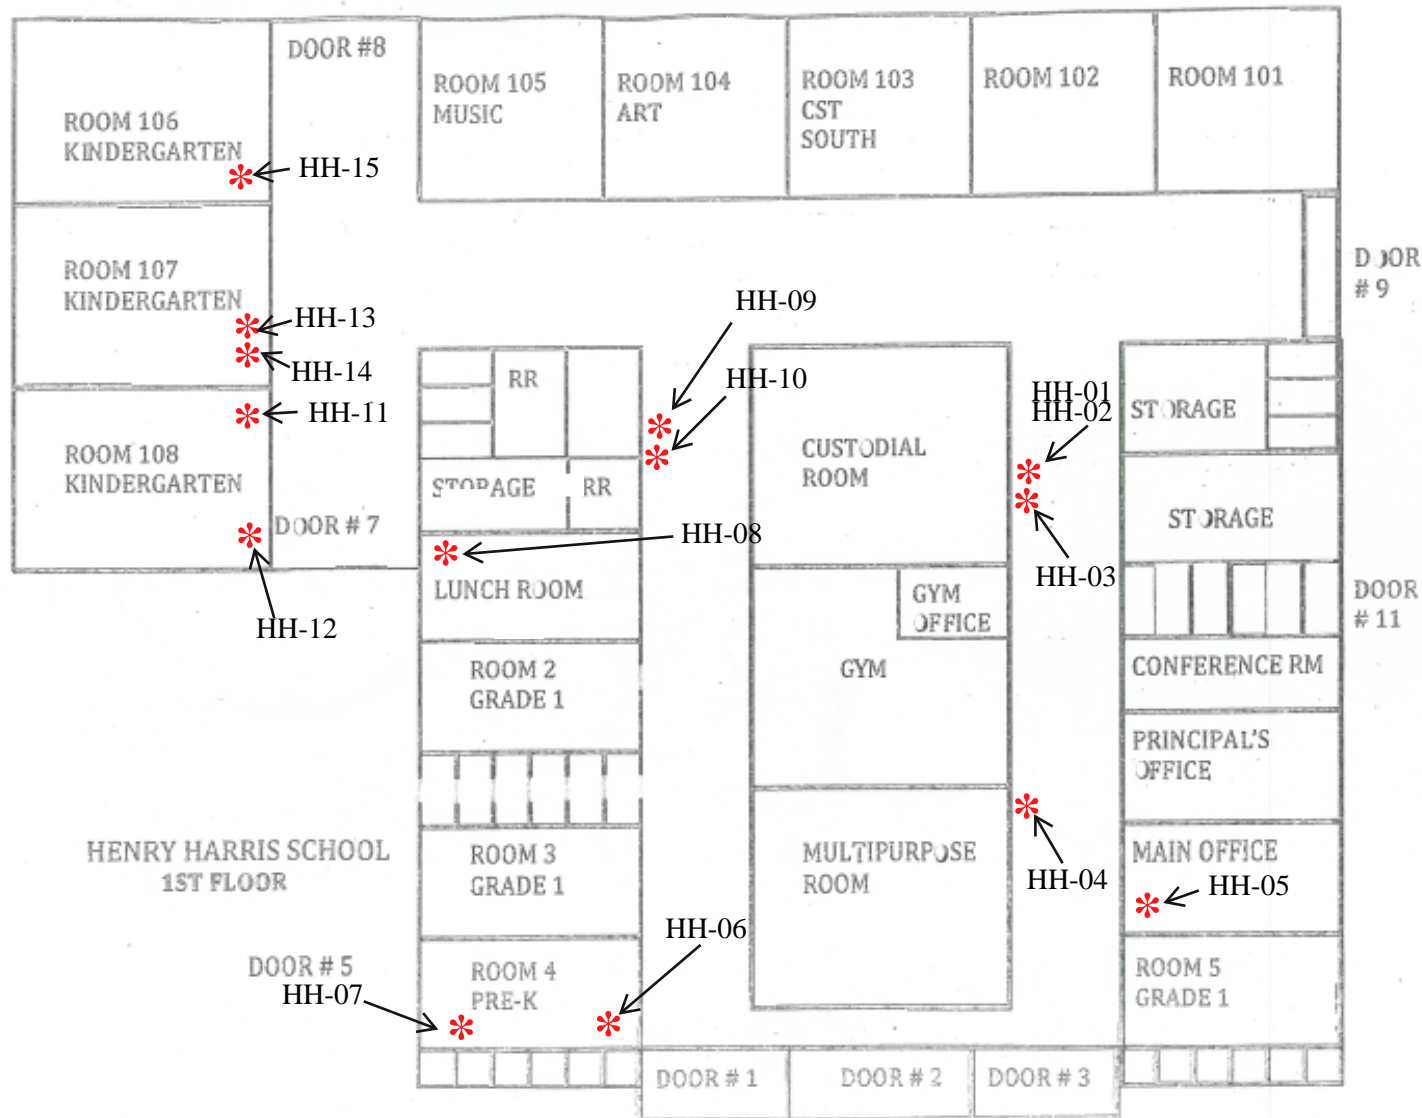 DOOR #8
ROOM 105
MUSIC
ROOM 104
ART
ROOM 103
CST
SOUTH
ROOM 102
ROOM 101
ROOM 106
KINDERGARTEN
HH-15
ROOM 107
KINDERGARTEN
HH-13
HH-14
HH-11
ROOM 108
KINDERGARTEN
DOOR # 7
HH-12
DOOR
# 9
HH-09
HH-10
RR
STORAGE
RR
HH-08
LUNCH ROOM
ROOM 2
GRADE 1
ROOM 3
GRADE 1
ROOM 4
PRE-K
HH-06
HH-07
DOOR # 5
HENRY HARRIS SCHOOL
1ST FLOOR
CUSTODIAL
ROOM
GYM
OFFICE
GYM
MULTIPURPOSE
ROOM
HH-01
HH-02
HH-03
HH-04
STORAGE
STORAGE
DOOR
# 11
CONFERENCE RM
PRINCIPAL'S
OFFICE
MAIN OFFICE
HH-05
ROOM 5
GRADE 1
DOOR # 1
DOOR # 2
DOOR # 3